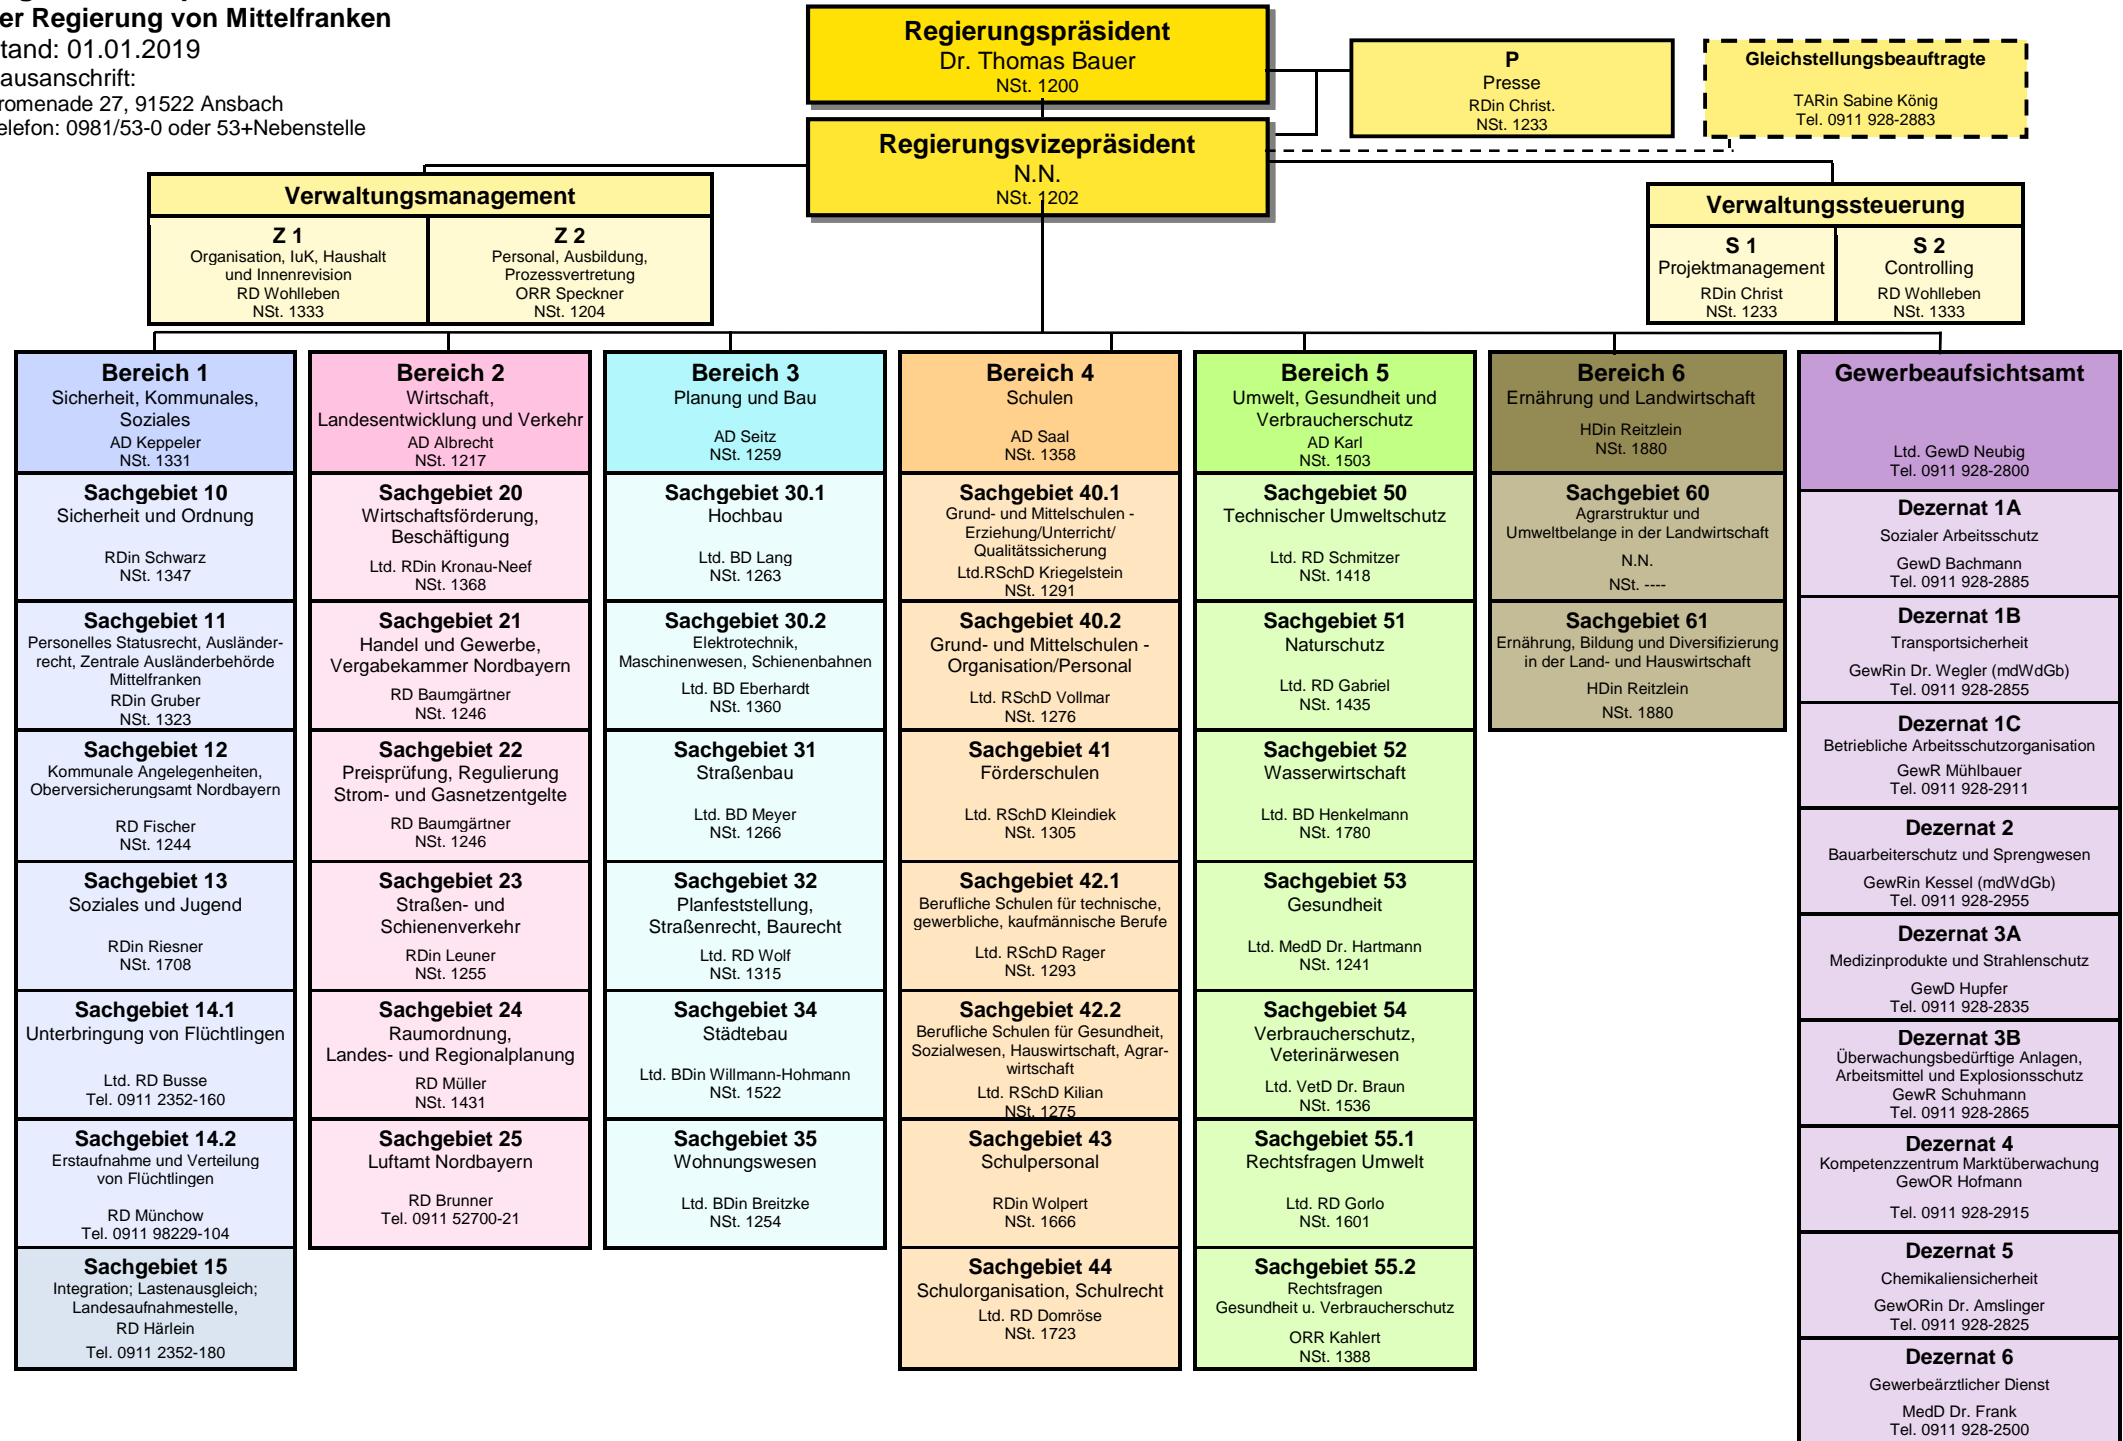 er Regierung von Mittelfranken
tand: 01.01.2019
ausanschrift:
romenade 27, 91522 Ansbach
elefon: 0981/53-0 oder 53+Nebenstelle
Regierungspräsident
Dr. Thomas Bauer
NSt. 1200
P
Presse
RDin Christ.
NSt. 1233
Gleichstellungsbeauftragte
TARin Sabine König
Tel. 0911 928-2883
Regierungsvizepräsident
N.N.
NSt. 1202
Verwaltungsmanagement
Z 1
Organisation, IuK, Haushalt
und Innenrevision
RD Wohlleben
NSt. 1333
Z 2
Personal, Ausbildung,
Prozessvertretung
ORR Speckner
NSt. 1204
Verwaltungssteuerung
S 1
Projektmanagement
RDin Christ
NSt. 1233
S 2
Controlling
RD Wohlleben
NSt. 1333
Bereich 1
Sicherheit, Kommunales,
Soziales
AD Keppeler
NSt. 1331
Sachgebiet 10
Sicherheit und Ordnung
RDin Schwarz
NSt. 1347
Sachgebiet 11
Personelles Statusrecht, Ausländer-
recht, Zentrale Ausländerbehörde
Mittelfranken
RDin Gruber
NSt. 1323
Sachgebiet 12
Kommunale Angelegenheiten,
Oberversicherungsamt Nordbayern
RD Fischer
NSt. 1244
Sachgebiet 13
Soziales und Jugend
RDin Riesner
NSt. 1708
Sachgebiet 14.1
Unterbringung von Flüchtlingen
Ltd. RD Busse
Tel. 0911 2352-160
Sachgebiet 14.2
Erstaufnahme und Verteilung
von Flüchtlingen
RD Münchow
Tel. 0911 98229-104
Sachgebiet 15
Integration; Lastenausgleich;
Landesaufnahmestelle,
RD Härlein
Tel. 0911 2352-180
Bereich 2
Wirtschaft,
Landesentwicklung und Verkehr
AD Albrecht
NSt. 1217
Sachgebiet 20
Wirtschaftsförderung,
Beschäftigung
Ltd. RDin Kronau-Neef
NSt. 1368
Sachgebiet 21
Handel und Gewerbe,
Vergabekammer Nordbayern
RD Baumgärtner
NSt. 1246
Sachgebiet 22
Preisprüfung, Regulierung
Strom- und Gasnetzentgelte
RD Baumgärtner
NSt. 1246
Sachgebiet 23
Straßen- und
Schienenverkehr
RDin Leuner
NSt. 1255
Sachgebiet 24
Raumordnung,
Landes- und Regionalplanung
RD Müller
NSt. 1431
Sachgebiet 25
Luftamt Nordbayern
RD Brunner
Tel. 0911 52700-21
Bereich 3
Planung und Bau
AD Seitz
NSt. 1259
Sachgebiet 30.1
Hochbau
Ltd. BD Lang
NSt. 1263
Sachgebiet 30.2
Elektrotechnik,
Maschinenwesen, Schienenbahnen
Ltd. BD Eberhardt
NSt. 1360
Sachgebiet 31
Straßenbau
Ltd. BD Meyer
NSt. 1266
Sachgebiet 32
Planfeststellung,
Straßenrecht, Baurecht
Ltd. RD Wolf
NSt. 1315
Sachgebiet 34
Städtebau
Ltd. BDin Willmann-Hohmann
NSt. 1522
Sachgebiet 35
Wohnungswesen
Ltd. BDin Breitzke
NSt. 1254
Bereich 4
Schulen
AD Saal
NSt. 1358
Sachgebiet 40.1
Grund- und Mittelschulen -
Erziehung/Unterricht/
Qualitätssicherung
Ltd.RSchD Kriegelstein
NSt. 1291
Sachgebiet 40.2
Grund- und Mittelschulen -
Organisation/Personal
Ltd. RSchD Vollmar
NSt. 1276
Sachgebiet 41
Förderschulen
Ltd. RSchD Kleindiek
NSt. 1305
Sachgebiet 42.1
Berufliche Schulen für technische,
gewerbliche, kaufmännische Berufe
Ltd. RSchD Rager
NSt. 1293
Sachgebiet 42.2
Berufliche Schulen für Gesundheit,
Sozialwesen, Hauswirtschaft, Agrar-
wirtschaft
Ltd. RSchD Kilian
NSt. 1275
Sachgebiet 43
Schulpersonal
RDin Wolpert
NSt. 1666
Sachgebiet 44
Schulorganisation, Schulrecht
Ltd. RD Domröse
NSt. 1723
Bereich 5
Umwelt, Gesundheit und
Verbraucherschutz
AD Karl
NSt. 1503
Sachgebiet 50
Technischer Umweltschutz
Ltd. RD Schmitzer
NSt. 1418
Sachgebiet 51
Naturschutz
Ltd. RD Gabriel
NSt. 1435
Sachgebiet 52
Wasserwirtschaft
Ltd. BD Henkelmann
NSt. 1780
Sachgebiet 53
Gesundheit
Ltd. MedD Dr. Hartmann
NSt. 1241
Sachgebiet 54
Verbraucherschutz,
Veterinärwesen
Ltd. VetD Dr. Braun
NSt. 1536
Sachgebiet 55.1
Rechtsfragen Umwelt
Ltd. RD Gorlo
NSt. 1601
Sachgebiet 55.2
Rechtsfragen
Gesundheit u. Verbraucherschutz
ORR Kahlert
NSt. 1388
Bereich 6
Ernährung und Landwirtschaft
HDin Reitzlein
NSt. 1880
Sachgebiet 60
Agrarstruktur und
Umweltbelange in der Landwirtschaft
N.N.
NSt. ----
Sachgebiet 61
Ernährung, Bildung und Diversifizierung
in der Land- und Hauswirtschaft
HDin Reitzlein
NSt. 1880
Gewerbeaufsichtsamt
Ltd. GewD Neubig
Tel. 0911 928-2800
Dezernat 1A
Sozialer Arbeitsschutz
GewD Bachmann
Tel. 0911 928-2885
Dezernat 1B
Transportsicherheit
GewRin Dr. Wegler (mdWdGb)
Tel. 0911 928-2855
Dezernat 1C
Betriebliche Arbeitsschutzorganisation
GewR Mühlbauer
Tel. 0911 928-2911
Dezernat 2
Bauarbeiterschutz und Sprengwesen
GewRin Kessel (mdWdGb)
Tel. 0911 928-2955
Dezernat 3A
Medizinprodukte und Strahlenschutz
GewD Hupfer
Tel. 0911 928-2835
Dezernat 3B
Überwachungsbedürftige Anlagen,
Arbeitsmittel und Explosionsschutz
GewR Schuhmann
Tel. 0911 928-2865
Dezernat 4
Kompetenzzentrum Marktüberwachung
GewOR Hofmann
Tel. 0911 928-2915
Dezernat 5
Chemikaliensicherheit
GewORin Dr. Amslinger
Tel. 0911 928-2825
Dezernat 6
Gewerbeärztlicher Dienst
MedD Dr. Frank
Tel. 0911 928-2500